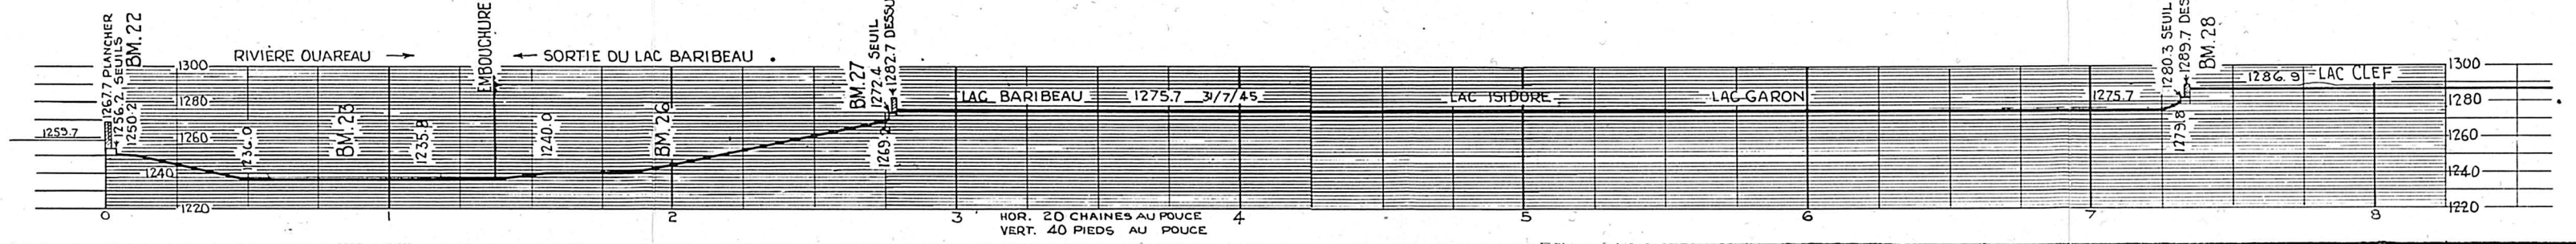 1267.7 PLANCHER
1256.2 SEUILS
1250.2
BM. 22
RIVIÈRE OUAREAU →
EMBOUCHURE
← SORTIE DU LAC BARIBEAU
BM. 27
1272.4 SEUIL
1282.7 DESSU
1280.3 SEUIL
1289.7 DES
BM. 28
1300
1280
1260
1240
1220
1259.7
1236.0
BM. 23
1235.8
1240.0
BM. 26
1269.2
LAC BARIBEAU 1275.7 31/7/45
LAC ISIDORE
LAC GARON
1275.7
1279.8
1286.9 LAC CLEF
1300
1280
1260
1240
1220
0 1 2 3 4 5 6 7 8
HOR. 20 CHAINES AU POUCE
VERT. 40 PIEDS AU POUCE